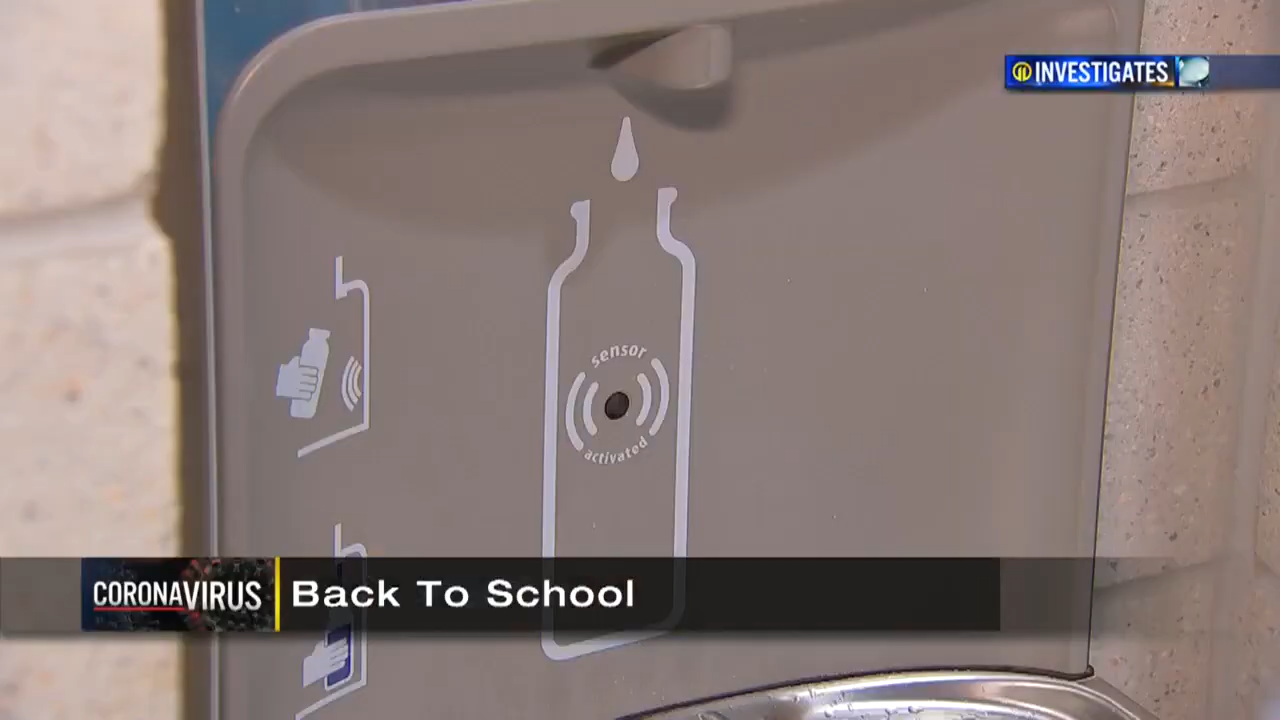 INVESTIGATES
sensor
activated
CORONAVIRUS
Back To School